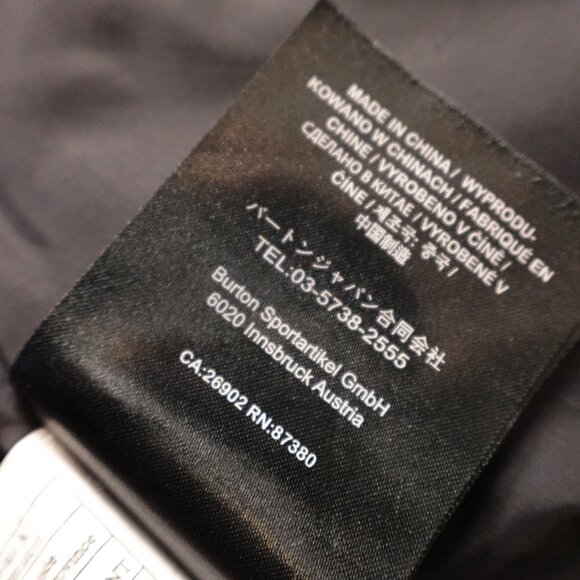 MADE IN CHINA / WYPRODU-
KOWANO W CHINACH / FABRIQUÉ EN
CHINE / VYROBENO V ČÍNĚ /
СДЕЛАНО В КИТАЕ / VYROBENÉ V
ČÍNE / 제조국: 중국 /
中国制造
バートンジャパン合同会社
TEL:03-5738-2555
Burton Sportartikel GmbH
6020 Innsbruck Austria
CA:26902 RN:87380